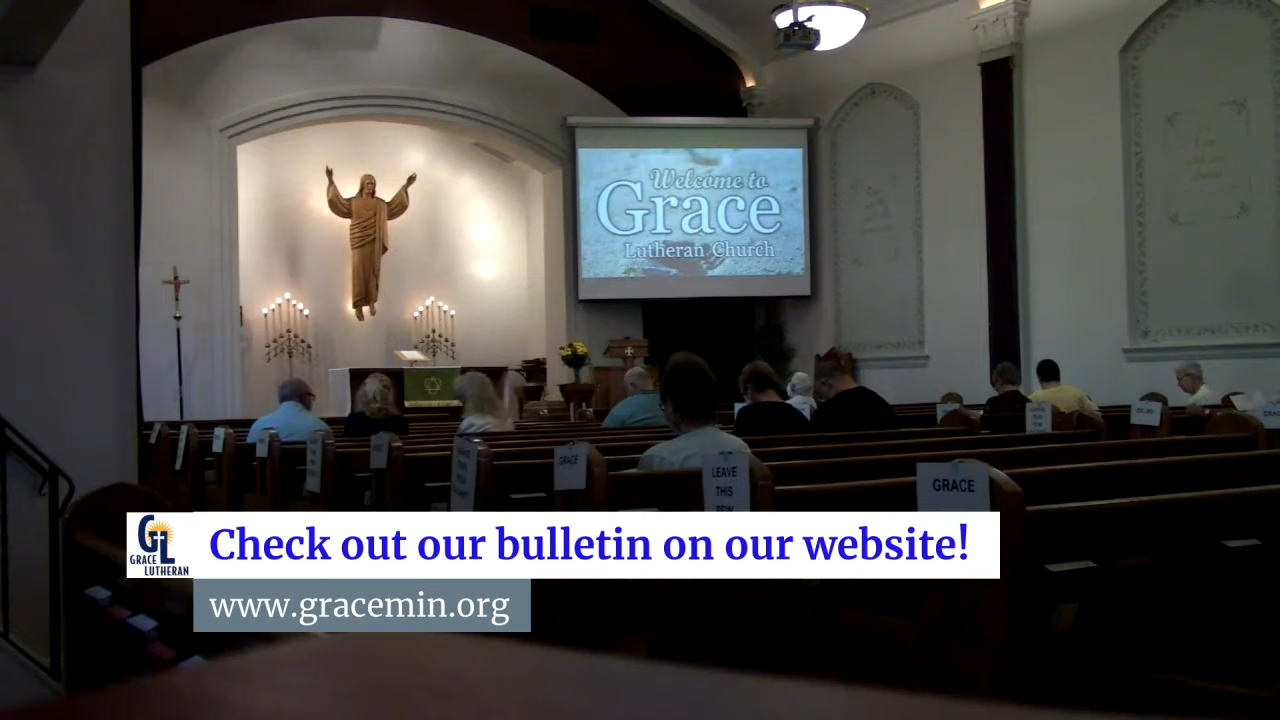 Welcome to
Grace
Lutheran Church
GRACE
LEAVE
THIS
PEW
GRACE
GL
GRACE
LUTHERAN
Check out our bulletin on our website!
www.gracemin.org